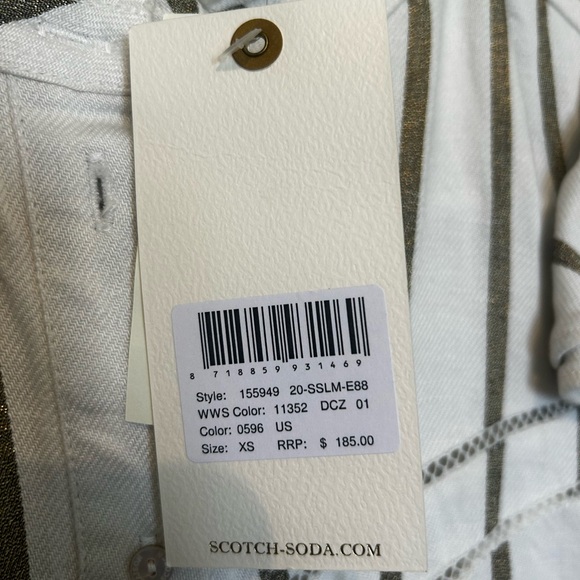 8 718859 931469
Style: 155949 20-SSLM-E88
WWS Color: 11352 DCZ 01
Color: 0596 US
Size: XS RRP: $ 185.00
SCOTCH-SODA.COM